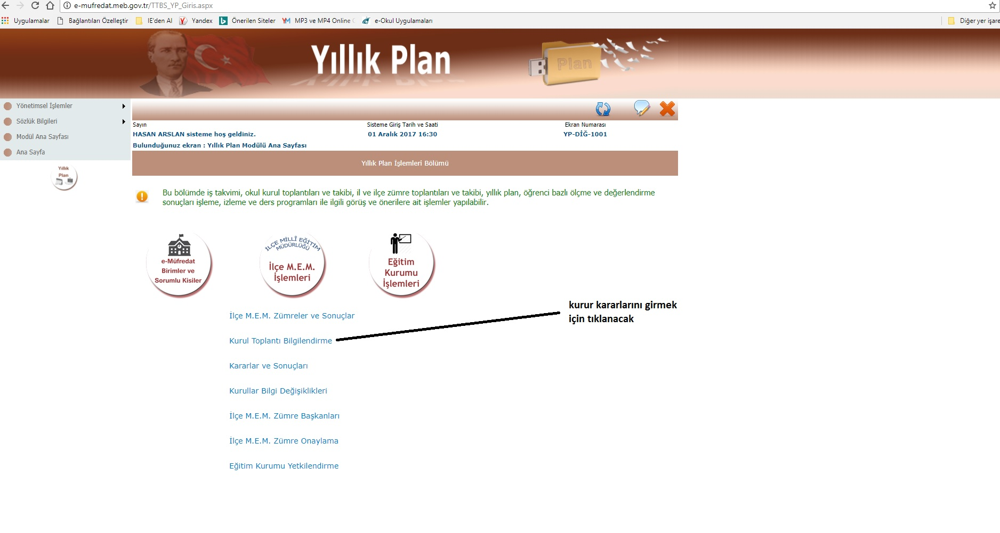 e-mufredat.meb.gov.tr/TTBS_YP_Giris.aspx
Uygulamalar Bağlantıları Özelleştir IE'den Al Yandex Önerilen Siteler MP3 ve MP4 Online e-Okul Uygulamaları Diğer yer işare
Yıllık Plan
Plan
Yönetimsel İşlemler
Sözlük Bilgileri
Modül Ana Sayfası
Ana Sayfa
Yıllık
Plan
Sayın Sisteme Giriş Tarih ve Saati Ekran Numarası
HASAN ARSLAN sisteme hoş geldiniz. 01 Aralık 2017 16:30 YP-DİĞ-1001
Bulunduğunuz ekran : Yıllık Plan Modülü Ana Sayfası
Yıllık Plan İşlemleri Bölümü
Bu bölümde iş takvimi, okul kurul toplantıları ve takibi, il ve ilçe zümre toplantıları ve takibi, yıllık plan, öğrenci bazlı ölçme ve değerlendirme
sonuçları işleme, izleme ve ders programları ile ilgili görüş ve önerilere ait işlemler yapılabilir.
e-Müfredat
Birimler ve
Sorumlu Kisiler
İLÇE MİLLÎ EĞİTİM
MÜDÜRLÜĞÜ
İlçe M.E.M.
İşlemleri
Eğitim
Kurumu
İşlemleri
İlçe M.E.M. Zümreler ve Sonuçlar
Kurul Toplantı Bilgilendirme
Kararlar ve Sonuçları
Kurullar Bilgi Değişiklikleri
İlçe M.E.M. Zümre Başkanları
İlçe M.E.M. Zümre Onaylama
Eğitim Kurumu Yetkilendirme
kurur kararlarını girmek
için tıklanacak